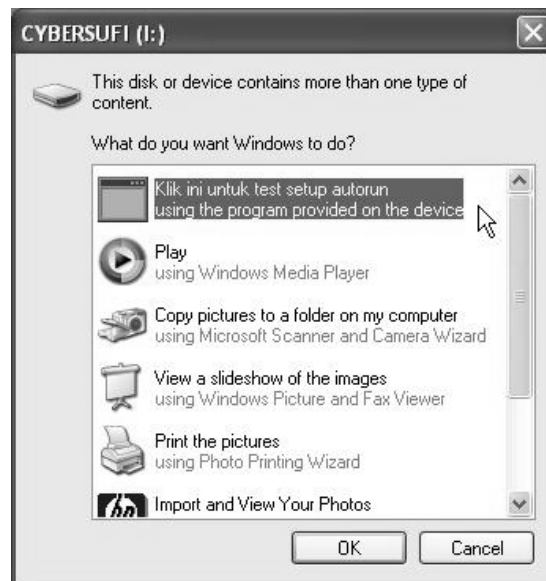 CYBERSUFI (I:)
This disk or device contains more than one type of
content.
What do you want Windows to do?
Klik ini untuk test setup autorun
using the program provided on the device
Play
using Windows Media Player
Copy pictures to a folder on my computer
using Microsoft Scanner and Camera Wizard
View a slideshow of the images
using Windows Picture and Fax Viewer
Print the pictures
using Photo Printing Wizard
hp
Import and View Your Photos
OK
Cancel